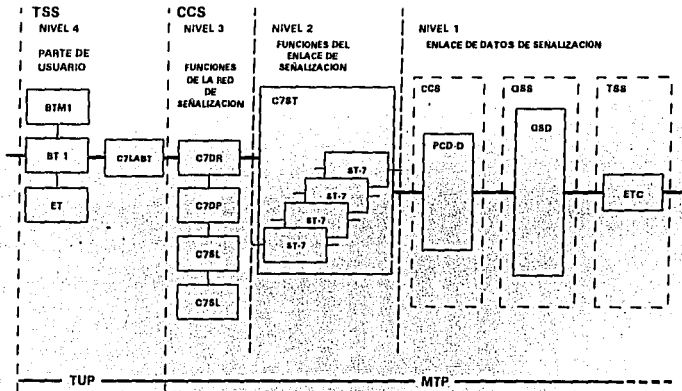 TSS
NIVEL 4
PARTE DE
USUARIO
BTM1
BT 1
ET
C7LABT
CCS
NIVEL 3
FUNCIONES
DE LA RED
DE
SEÑALIZACION
C7DR
C7DP
C7SL
C7SL
NIVEL 2
FUNCIONES DEL
ENLACE DE
SEÑALIZACION
C7ST
ST-7
ST-7
ST-7
ST-7
NIVEL 1
ENLACE DE DATOS DE SEÑALIZACION
CCS
PCD-D
GSS
GSD
TSS
ETC
TUP
MTP